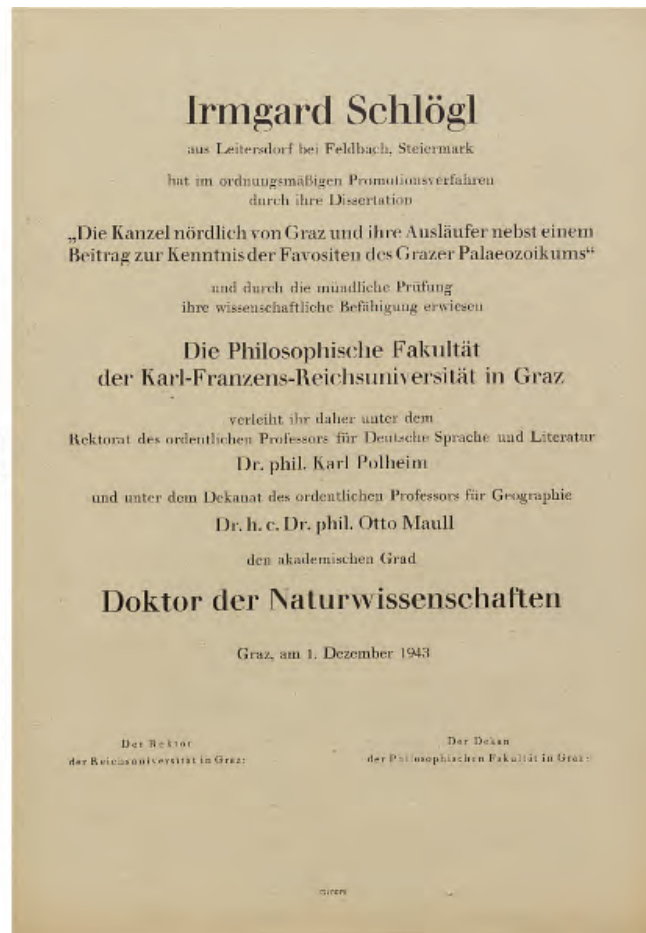 Irmgard Schlögl
aus Leitersdorf bei Feldbach, Steiermark
hat im ordnungsmäßigen Promotionsverfahren
durch ihre Dissertation
„Die Kanzel nördlich von Graz und ihre Ausläufer nebst einem
Beitrag zur Kenntnis der Favositen des Grazer Palaeozoikums“
und durch die mündliche Prüfung
ihre wissenschaftliche Befähigung erwiesen
Die Philosophische Fakultät
der Karl-Franzens-Reichsuniversität in Graz
verleiht ihr daher unter dem
Rektorat des ordentlichen Professors für Deutsche Sprache und Literatur
Dr. phil. Karl Polheim
und unter dem Dekanat des ordentlichen Professors für Geographie
Dr. h. c. Dr. phil. Otto Maull
den akademischen Grad
Doktor der Naturwissenschaften
Graz, am 1. Dezember 1943
Der Rektor
der Reichsuniversität in Graz:
Der Dekan
der Philosophischen Fakultät in Graz: